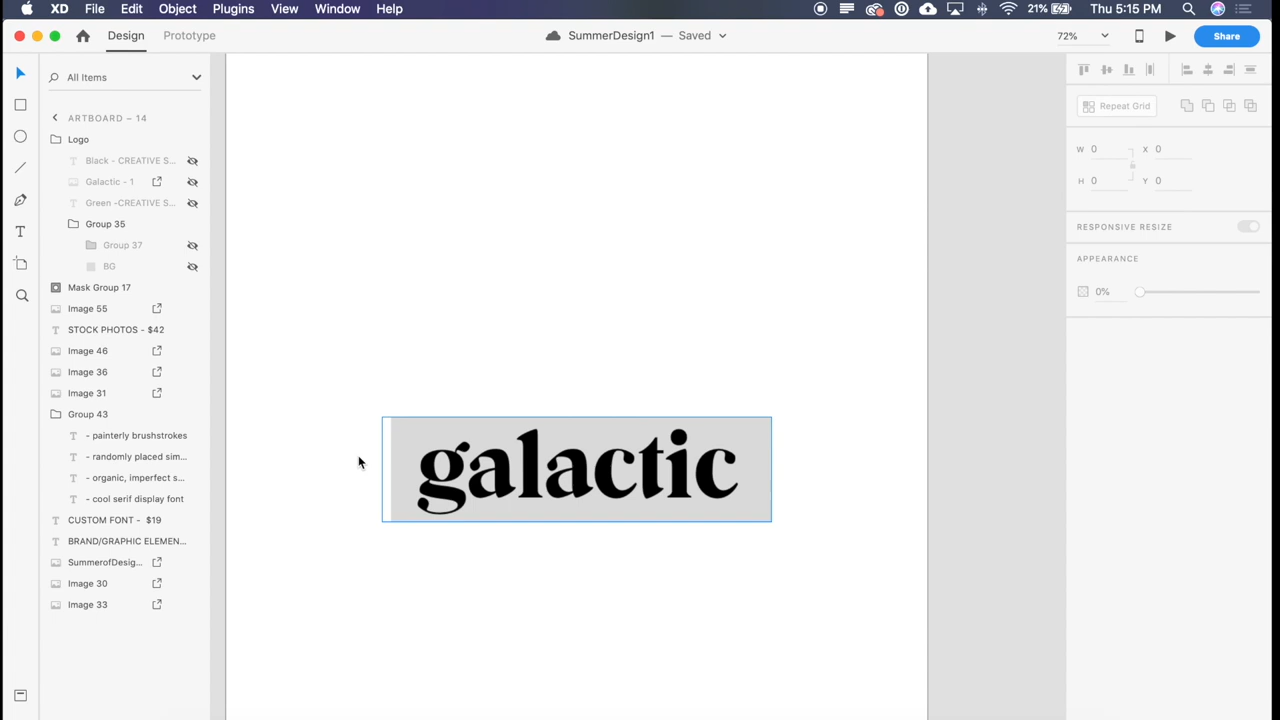 XD File Edit Object Plugins View Window Help 21% Thu 5:15 PM
Design Prototype SummerDesign1 — Saved 72% Share
All Items
ARTBOARD – 14
Logo
Black - CREATIVE S...
Galactic - 1
Green -CREATIVE S...
Group 35
Group 37
BG
Mask Group 17
Image 55
STOCK PHOTOS - $42
Image 46
Image 36
Image 31
Group 43
- painterly brushstrokes
- randomly placed sim...
- organic, imperfect s...
- cool serif display font
CUSTOM FONT - $19
BRAND/GRAPHIC ELEMEN...
SummerofDesig...
Image 30
Image 33
galactic
Repeat Grid
W 0 X 0
H 0 Y 0
RESPONSIVE RESIZE
APPEARANCE
0%